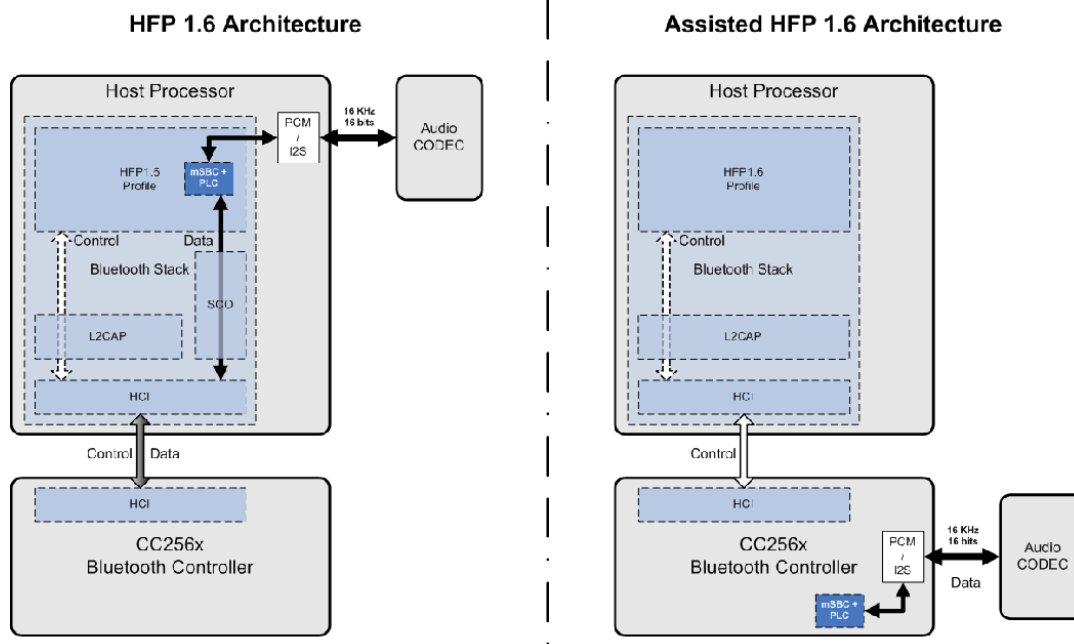 HFP 1.6 Architecture
Host Processor
HFP1.6
Profile
mSBC +
PLC
PCM
/
I2S
16 KHz
16 bits
Audio
CODEC
Control
Data
Bluetooth Stack
SCO
L2CAP
HCI
Control
Data
HCI
CC256x
Bluetooth Controller
Assisted HFP 1.6 Architecture
Host Processor
HFP1.6
Profile
Control
Bluetooth Stack
L2CAP
HCI
Control
HCI
CC256x
Bluetooth Controller
PCM
/
I2S
mSBC +
PLC
16 KHz
16 bits
Data
Audio
CODEC